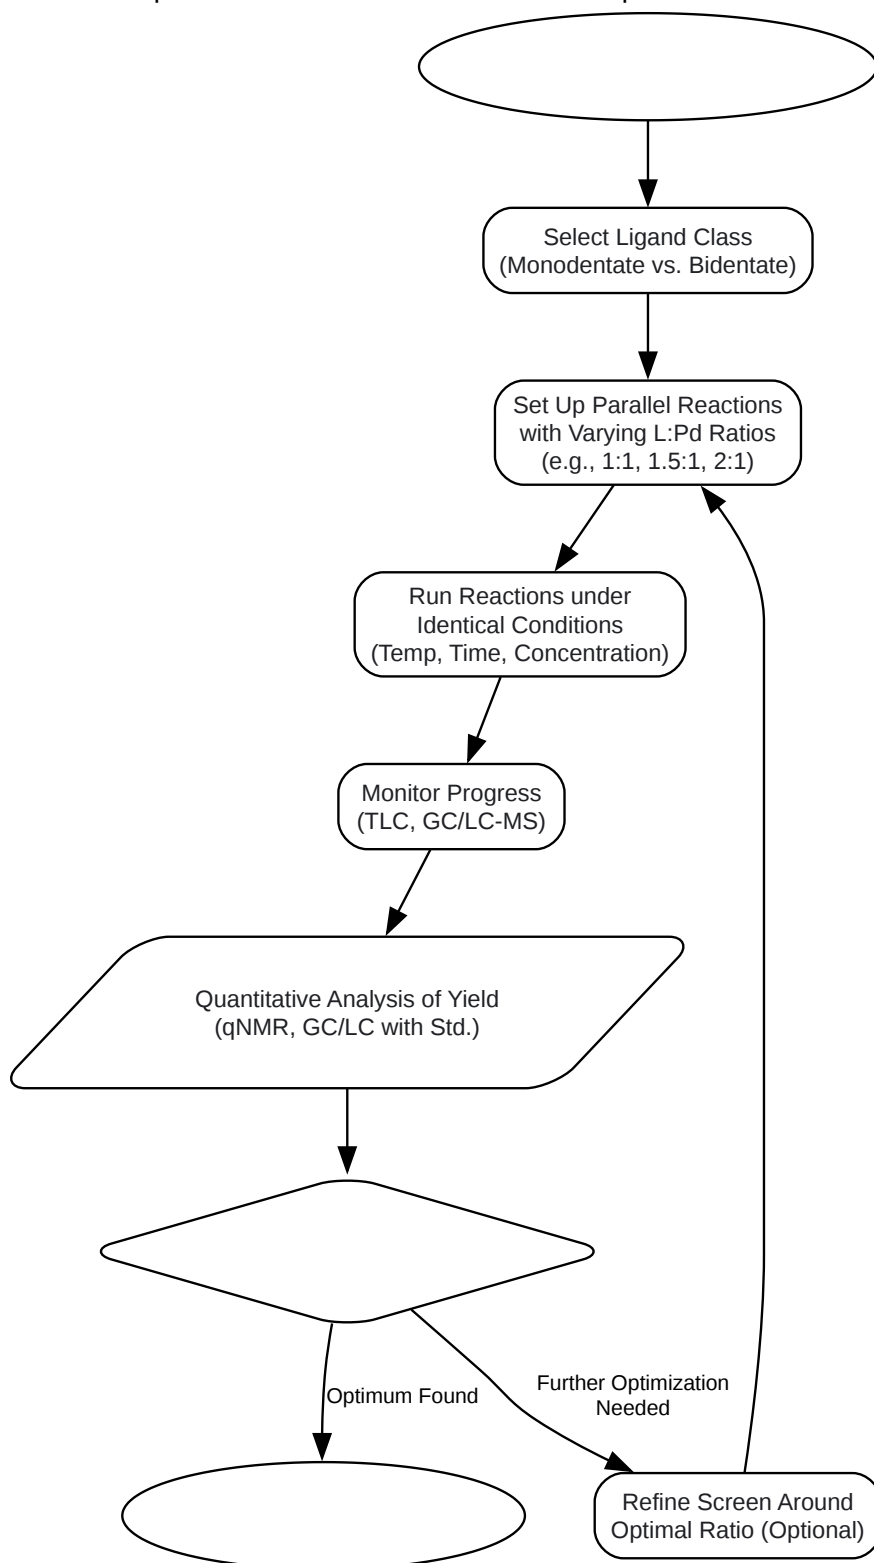 Select Ligand Class
(Monodentate vs. Bidentate)
Set Up Parallel Reactions
with Varying L:Pd Ratios
(e.g., 1:1, 1.5:1, 2:1)
Run Reactions under
Identical Conditions
(Temp, Time, Concentration)
Monitor Progress
(TLC, GC/LC-MS)
Quantitative Analysis of Yield
(qNMR, GC/LC with Std.)
Optimum Found
Further Optimization
Needed
Refine Screen Around
Optimal Ratio (Optional)